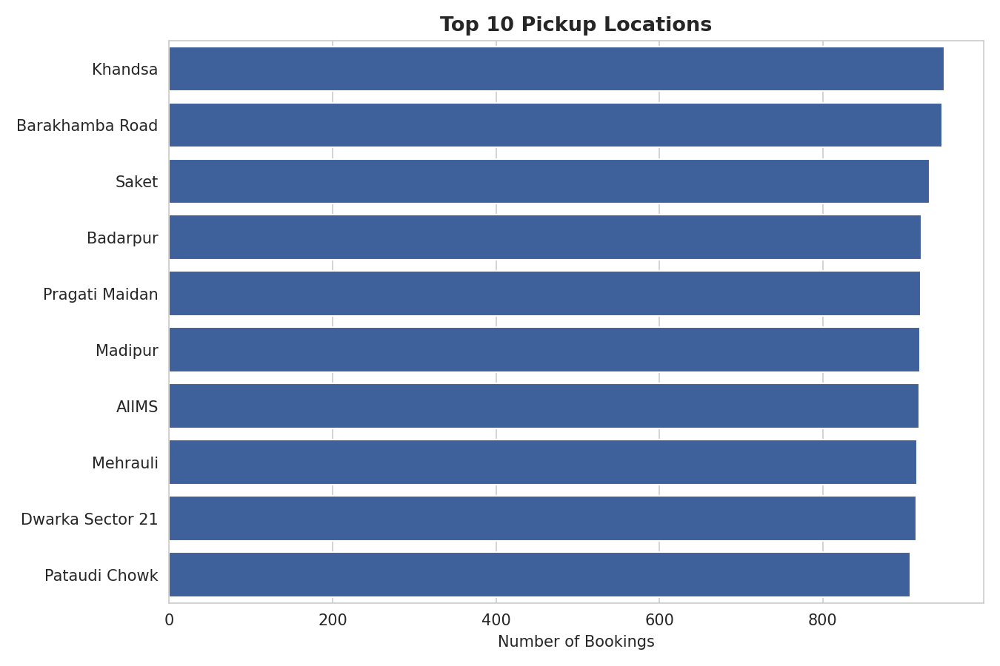 Top 10 Pickup Locations
Khandsa
Barakhamba Road
Saket
Badarpur
Pragati Maidan
Madipur
AIIMS
Mehrauli
Dwarka Sector 21
Pataudi Chowk
0 200 400 600 800
Number of Bookings